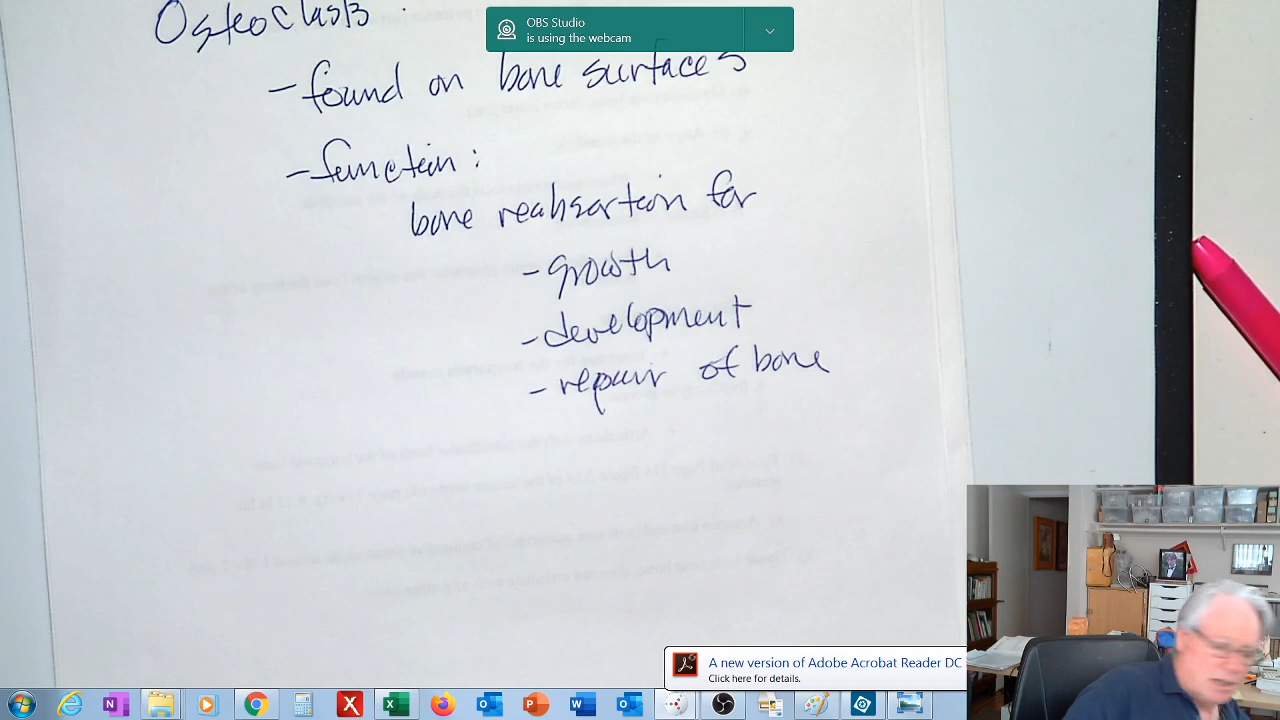 Osteoclasts :
OBS Studio
is using the webcam
- found on bone surfaces
- function :
bone reabsortion for
- growth
- development
- repair of bone
A new version of Adobe Acrobat Reader DC
Click here for details.